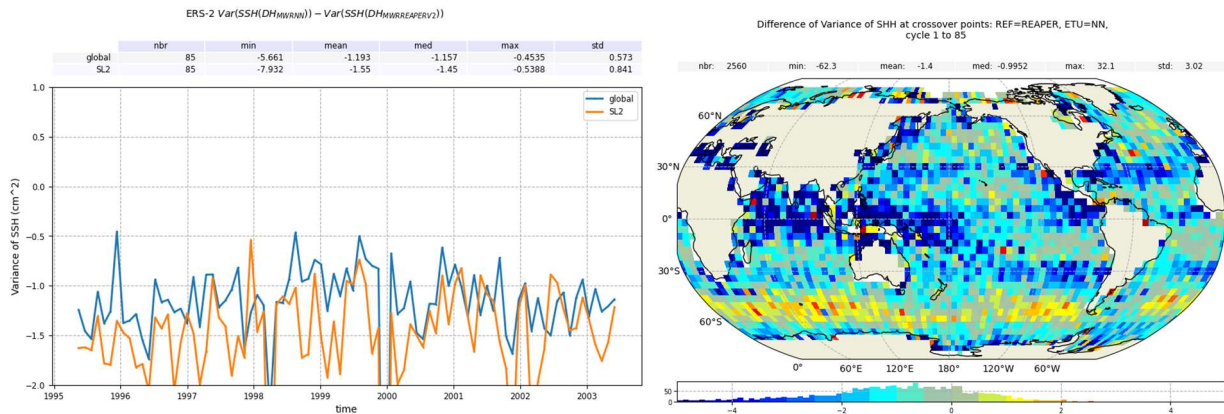 ERS-2 Var(SSH(DH_MWRNN)) − Var(SSH(DH_MWRREAPERV2))
nbr min mean med max std
global 85 -5.661 -1.193 -1.157 -0.4535 0.573
SL2 85 -7.932 -1.55 -1.45 -0.5388 0.841
Variance of SSH (cm^2)
1.0
0.5
0.0
−0.5
−1.0
−1.5
−2.0
global
SL2
1995 1996 1997 1998 1999 2000 2001 2002 2003
time
Difference of Variance of SHH at crossover points: REF=REAPER, ETU=NN,
cycle 1 to 85
nbr: 2560 min: -62.3 mean: -1.4 med: -0.9952 max: 32.1 std: 3.02
60°N
30°N
0°
30°S
60°S
0° 60°E 120°E 180° 120°W 60°W
50
0
−4 −2 0 2 4